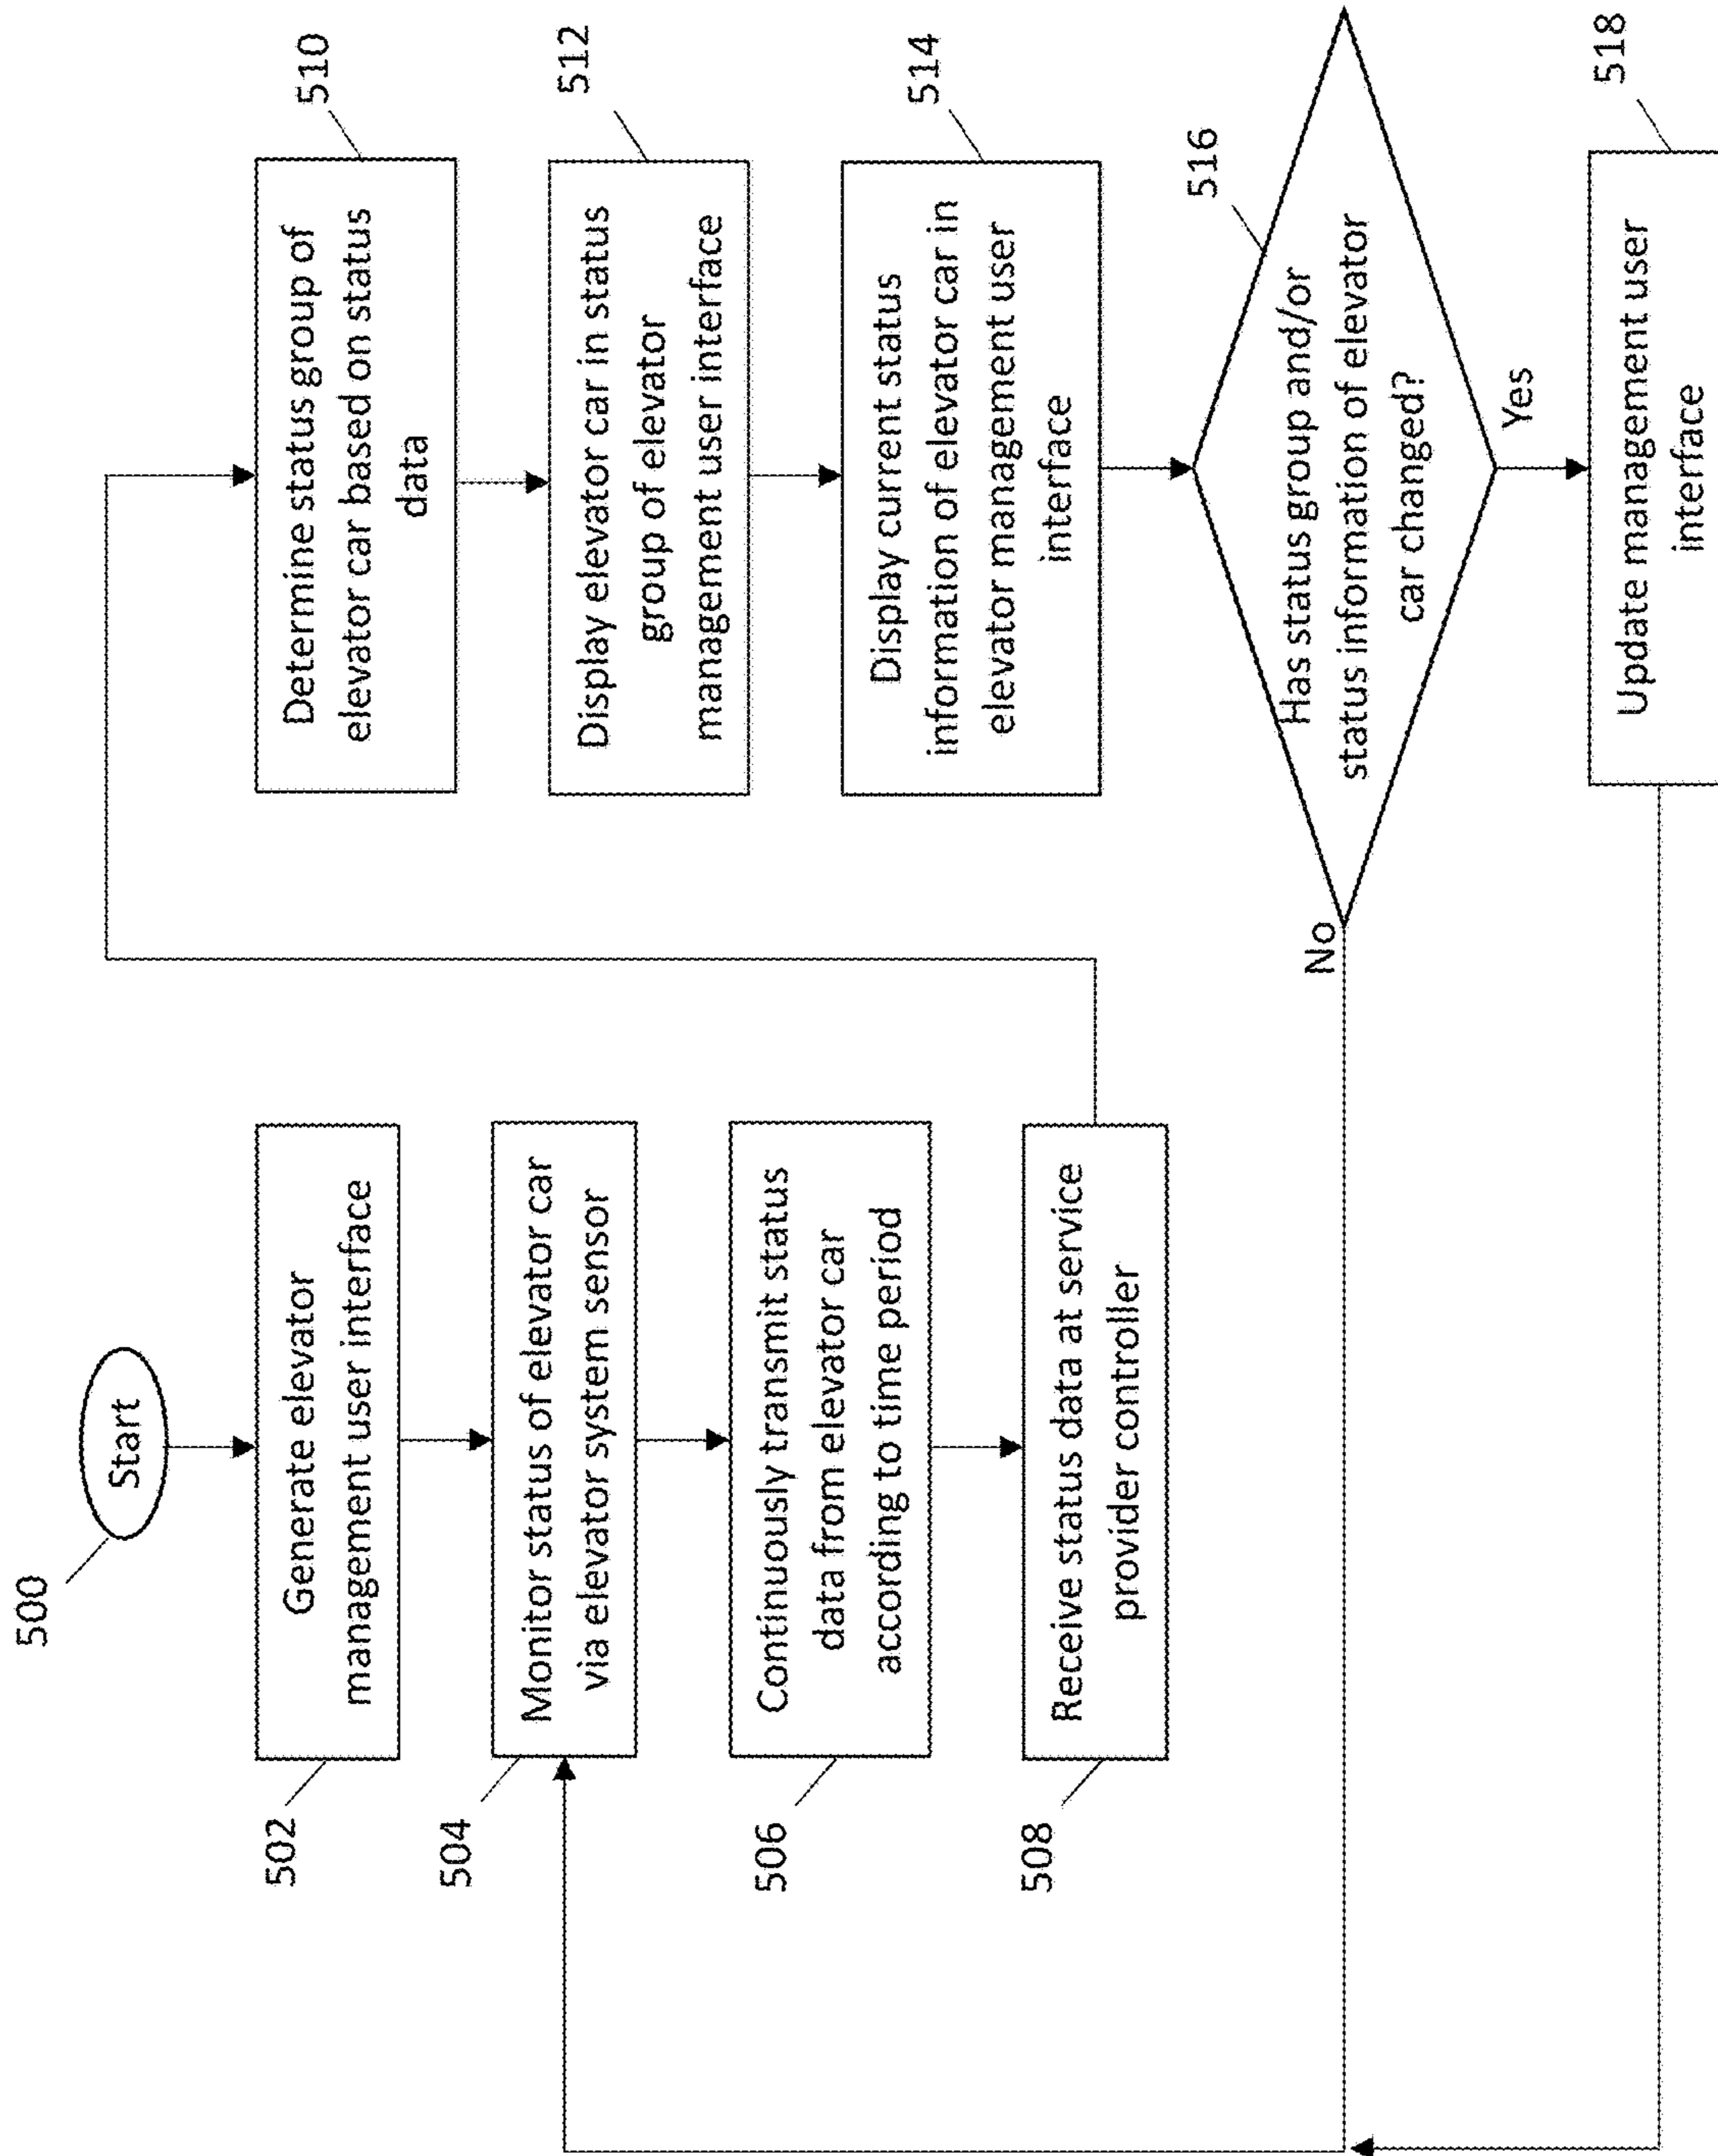 500
Start
502
Generate elevator
management user interface
504
Monitor status of elevator car
via elevator system sensor
506
Continuously transmit status
data from elevator car
according to time period
508
Receive status data at service
provider controller
510
Determine status group of
elevator car based on status
data
512
Display elevator car in status
group of elevator
management user interface
514
Display current status
information of elevator car in
elevator management user
interface
516
Has status group and/or
status information of elevator
car changed?
No
Yes
518
Update management user
interface